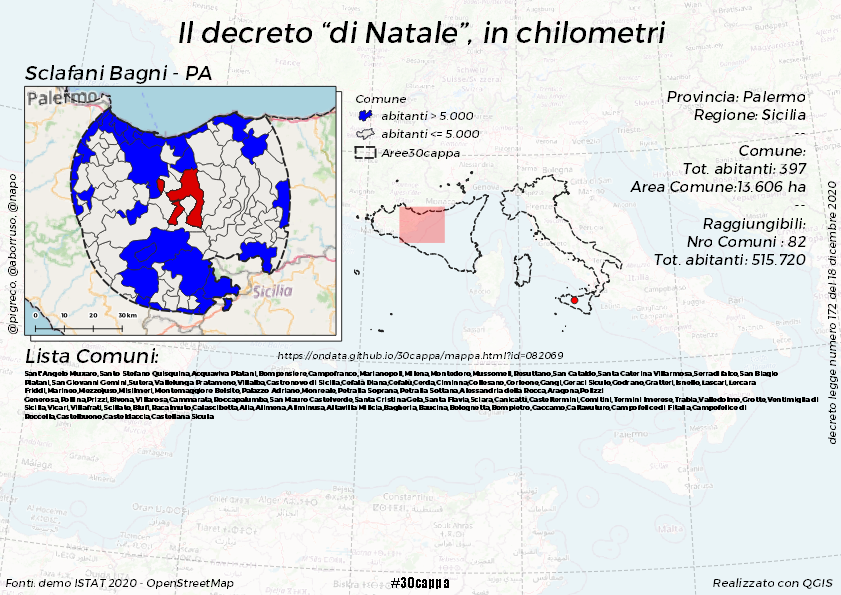 Il decreto “di Natale”, in chilometri
Sclafani Bagni - PA
Palermo
Sicilia
0 10 20 30 km
Comune
abitanti > 5.000
abitanti <= 5.000
Aree30cappa
Provincia: Palermo
Regione: Sicilia
--
Comune:
Tot. abitanti: 397
Area Comune:13.606 ha
--
Raggiungibili:
Nro Comuni : 82
Tot. abitanti: 515.720
@pigreco, @aborruso, @napo
decreto legge numero 172 del 18 dicembre 2020
Lista Comuni:
https://ondata.github.io/30cappa/mappa.html?id=082069
Sant'Angelo Muxaro, Santo Stefano Quisquina, Acquaviva Platani, Bompensiere, Campofranco, Marianopoli, Milena, Montedoro, Mussomeli, Resuttano, San Cataldo, Santa Caterina Villarmosa, Serradifalco, San Biagio
Platani, San Giovanni Gemini, Sutera, Vallelunga Pratameno, Villalba, Castronovo di Sicilia, Cefalà Diana, Cefalù, Cerda, Ciminna, Collesano, Corleone, Gangi, Geraci Siculo, Godrano, Gratteri, Isnello, Lascari, Lercara
Friddi, Marineo, Mezzojuso, Misilmeri, Montemaggiore Belsito, Palazzo Adriano, Monreale, Petralia Soprana, Petralia Sottana, Alessandria della Rocca, Aragona, Polizzi
Generosa, Pollina, Prizzi, Bivona, Villarosa, Cammarata, Roccapalumba, San Mauro Castelverde, Santa Cristina Gela, Santa Flavia, Sciara, Canicattì, Casteltermini, Comitini, Termini Imerese, Trabia, Valledolmo, Grotte, Ventimiglia di
Sicilia, Vicari, Villafrati, Scillato, Blufi, Racalmuto, Calascibetta, Alia, Alimena, Aliminusa, Altavilla Milicia, Bagheria, Baucina, Bolognetta, Bompietro, Caccamo, Caltavuturo, Campofelice di Fitalia, Campofelice di
Roccella, Castelbuono, Casteldaccia, Castellana Sicula
Constantine
Fonti: demo ISTAT 2020 - OpenStreetMap
#30cappa
Realizzato con QGIS